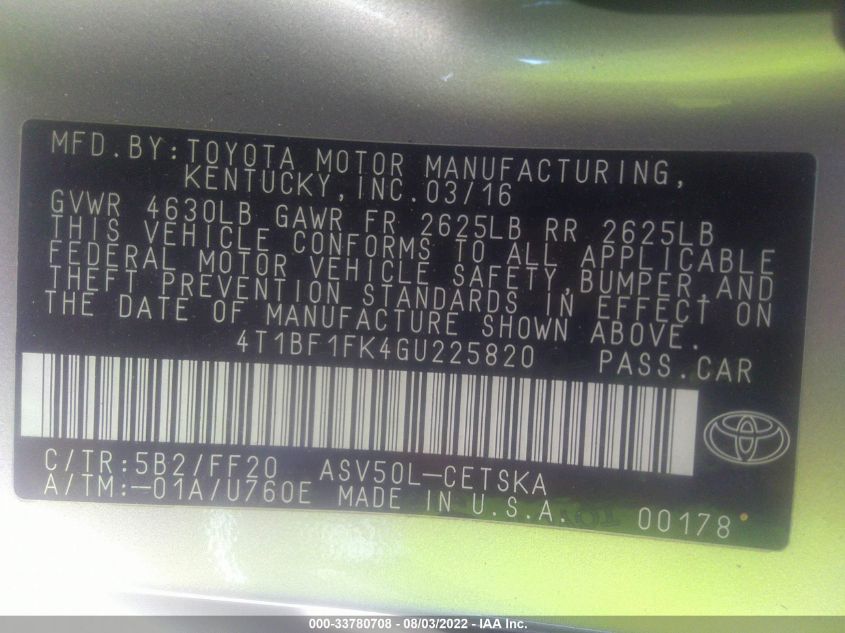 MFD.BY:TOYOTA MOTOR MANUFACTURING,
KENTUCKY,INC.03/16
GVWR 4630LB GAWR FR 2625LB RR 2625LB
THIS VEHICLE CONFORMS TO ALL APPLICABLE
FEDERAL MOTOR VEHICLE SAFETY,BUMPER,AND
THEFT PREVENTION STANDARDS IN EFFECT ON
THE DATE OF MANUFACTURE SHOWN ABOVE.
4T1BF1FK4GU225820 PASS.CAR
C/TR:5B2/FF20 ASV50L-CETSKA
A/TM:-01A/U760E MADE IN U.S.A. 00178
000-33780708 - 08/03/2022 - IAA Inc.